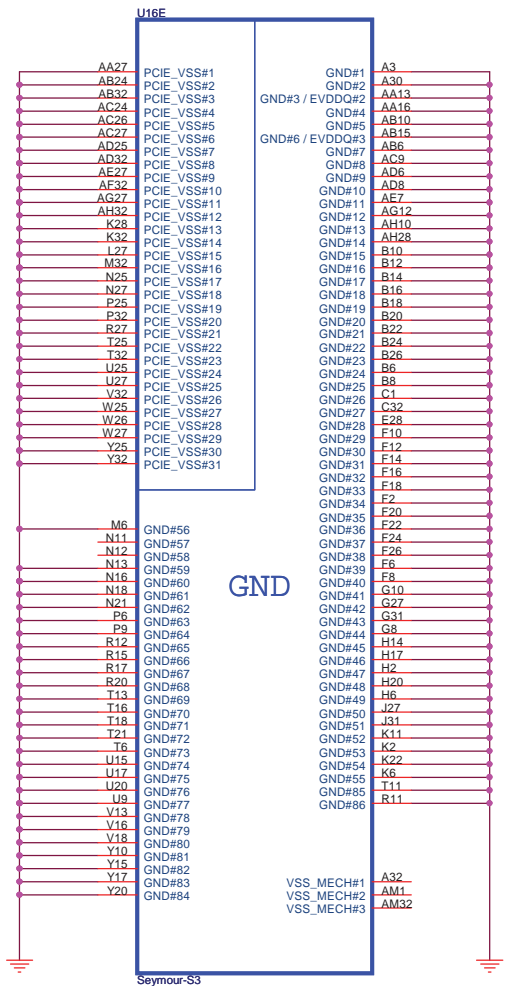 U16E
AA27 PCIE_VSS#1 GND#1 A3
AB24 PCIE_VSS#2 GND#2 A30
AB32 PCIE_VSS#3 GND#3 / EVDDQ#2 AA13
AC24 PCIE_VSS#4 GND#4 AA16
AC26 PCIE_VSS#5 GND#5 AB10
AC27 PCIE_VSS#6 GND#6 / EVDDQ#3 AB15
AD25 PCIE_VSS#7 GND#7 AB6
AD32 PCIE_VSS#8 GND#8 AC9
AE27 PCIE_VSS#9 GND#9 AD6
AF32 PCIE_VSS#10 GND#10 AD8
AG27 PCIE_VSS#11 GND#11 AE7
AH32 PCIE_VSS#12 GND#12 AG12
K28 PCIE_VSS#13 GND#13 AH10
K32 PCIE_VSS#14 GND#14 AH28
L27 PCIE_VSS#15 GND#15 B10
M32 PCIE_VSS#16 GND#16 B12
N25 PCIE_VSS#17 GND#17 B14
N27 PCIE_VSS#18 GND#18 B16
P25 PCIE_VSS#19 GND#19 B18
P32 PCIE_VSS#20 GND#20 B20
R27 PCIE_VSS#21 GND#21 B22
T25 PCIE_VSS#22 GND#22 B24
T32 PCIE_VSS#23 GND#23 B26
U25 PCIE_VSS#24 GND#24 B6
U27 PCIE_VSS#25 GND#25 B8
V32 PCIE_VSS#26 GND#26 C1
W25 PCIE_VSS#27 GND#27 C32
W26 PCIE_VSS#28 GND#28 E28
W27 PCIE_VSS#29 GND#29 F10
Y25 PCIE_VSS#30 GND#30 F12
Y32 PCIE_VSS#31 GND#31 F14
GND#32 F16
GND#33 F18
GND#34 F2
GND#35 F20
M6 GND#56 GND#36 F22
N11 GND#57 GND#37 F24
N12 GND#58 GND#38 F26
N13 GND#59 GND#39 F6
N16 GND#60 GND#40 F8
N18 GND#61 GND#41 G10
N21 GND#62 GND#42 G27
P6 GND#63 GND#43 G31
P9 GND#64 GND#44 G8
R12 GND#65 GND#45 H14
R15 GND#66 GND#46 H17
R17 GND#67 GND#47 H2
R20 GND#68 GND#48 H20
T13 GND#69 GND#49 H6
T16 GND#70 GND#50 J27
T18 GND#71 GND#51 J31
T21 GND#72 GND#52 K11
T6 GND#73 GND#53 K2
U15 GND#74 GND#54 K22
U17 GND#75 GND#55 K6
U20 GND#76 GND#85 T11
U9 GND#77 GND#86 R11
V13 GND#78
V16 GND#79
V18 GND#80
Y10 GND#81
Y15 GND#82
Y17 GND#83 VSS_MECH#1 A32
Y20 GND#84 VSS_MECH#2 AM1
VSS_MECH#3 AM32
GND
Seymour-S3